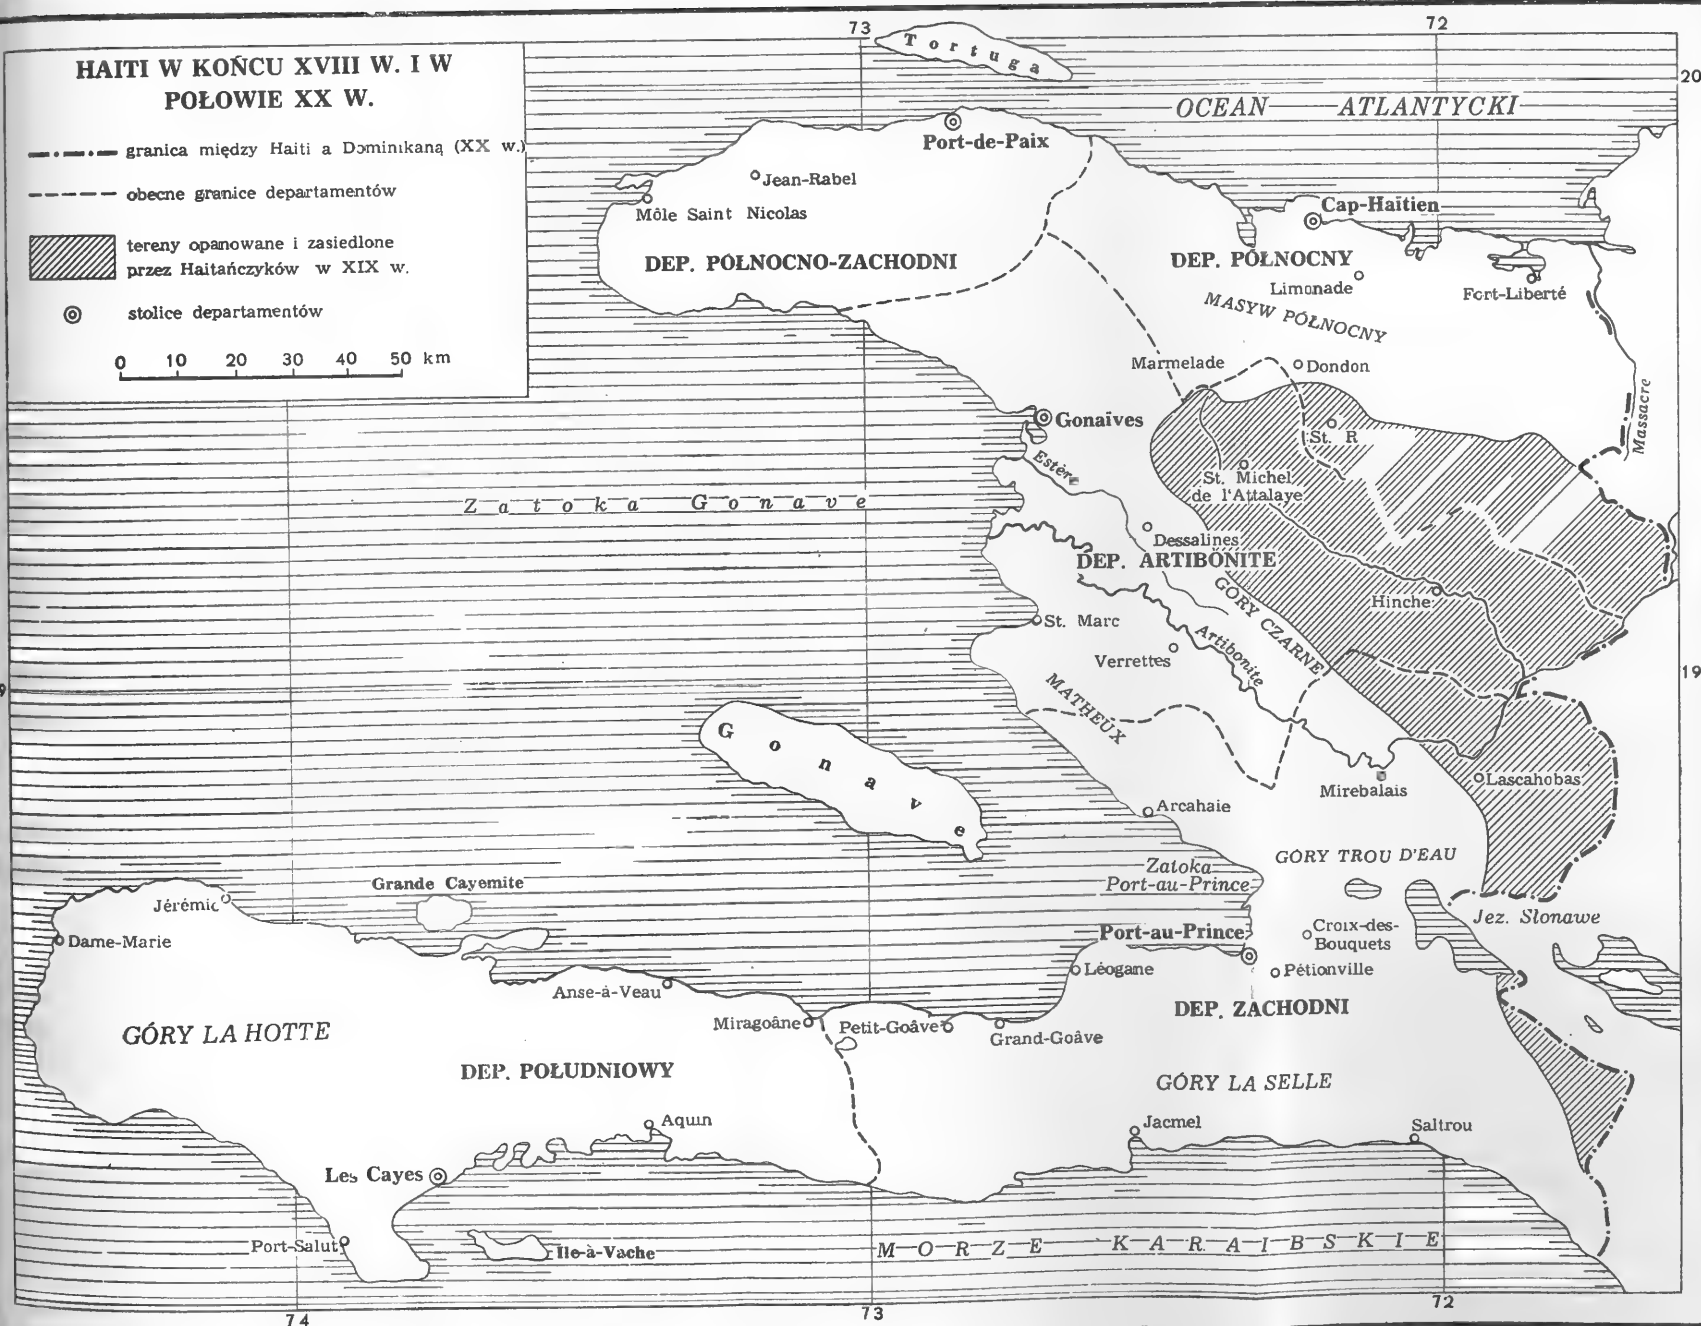 73
72
Tortuga
20
HAITI W KOŃCU XVIII W. I W
POŁOWIE XX W.
granica między Haiti a Dominikaną (XX w.)
obecne granice departamentów
tereny opanowane i zasiedlone
przez Haitańczyków w XIX w.
stolice departamentów
0 10 20 30 40 50 km
OCEAN ATLANTYCKI
Port-de-Paix
Jean-Rabel
Môle Saint Nicolas
Cap-Haïtien
DEP. PÓŁNOCNO-ZACHODNI
DEP. PÓŁNOCNY
Limonade
Fort-Liberté
MASYW PÓŁNOCNY
Marmelade
Dondon
Massacre
Gonaïves
St. R
Estère
St. Michel
de l'Attalaye
Zatoka Gonave
Dessalines
DEP. ARTIBONITE
GÓRY CZARNE
Hinche
St. Marc
Artibonite
Verrettes
19
9
MATHEUX
Gonave
Lascahobas
Mirebalais
Arcahaie
GÓRY TROU D'EAU
Zatoka
Port-au-Prince
Grande Cayemite
Jérémie
Jez. Słonawe
Dame-Marie
Port-au-Prince
Croix-des-
Bouquets
Léogane
Pétionville
Anse-à-Veau
DEP. ZACHODNI
Miragoâne
Petit-Goâve
Grand-Goâve
GÓRY LA HOTTE
DEP. POŁUDNIOWY
GÓRY LA SELLE
Aquin
Jacmel
Saltrou
Les Cayes
Port-Salut
Ile-à-Vache
MORZE KARAIBSKIE
74
73
72